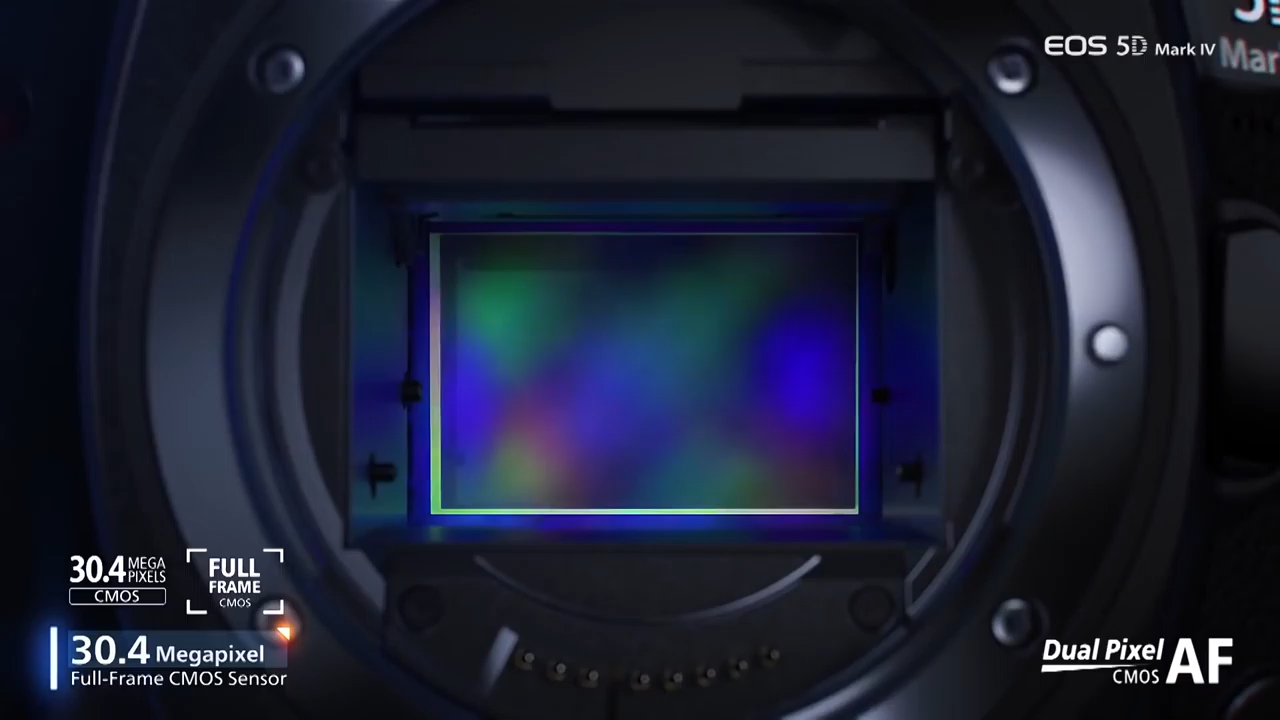 EOS 5D Mark IV
30.4 MEGA
PIXELS
CMOS
FULL
FRAME
CMOS
30.4 Megapixel
Full-Frame CMOS Sensor
Dual Pixel
CMOS AF